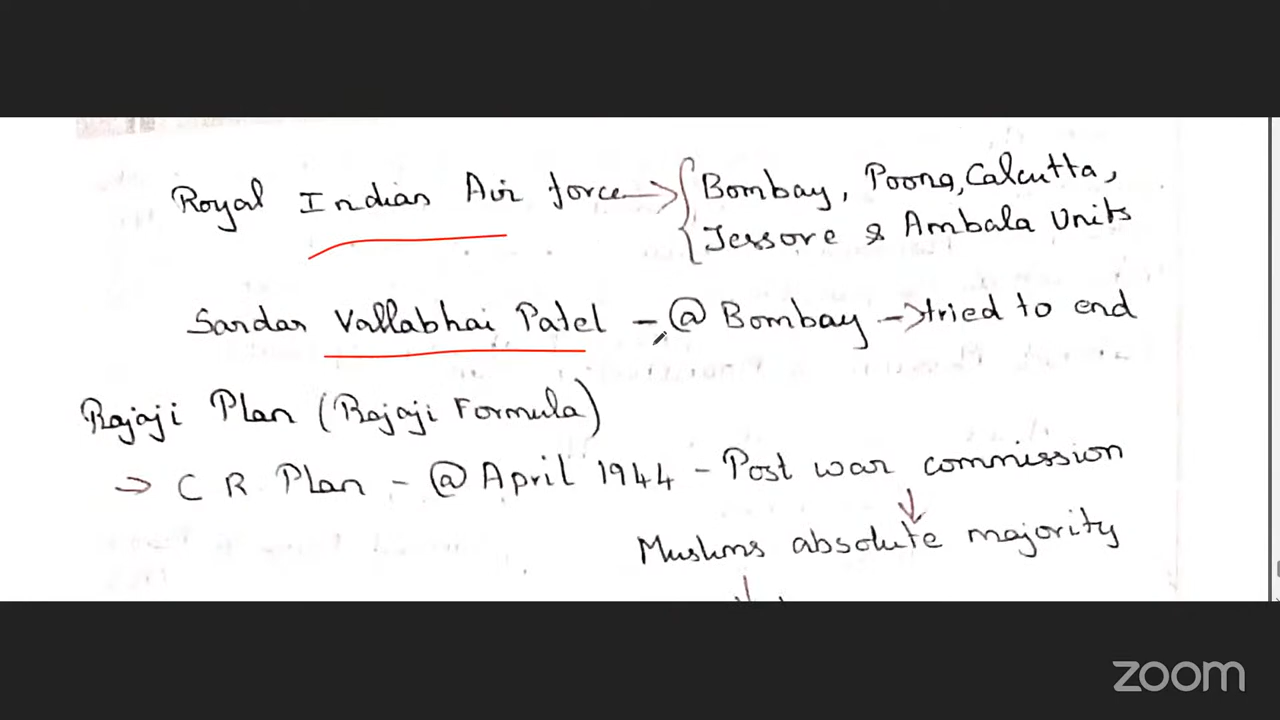 Royal Indian Air force → Bombay, Poona, Calcutta,
Jessore & Ambala Units
Sardar Vallabhai Patel - @ Bombay → tried to end
Rajaji Plan (Rajaji Formula)
→ C R Plan - @ April 1944 - Post war commission
↓
Muslims absolute majority
↓
zoom